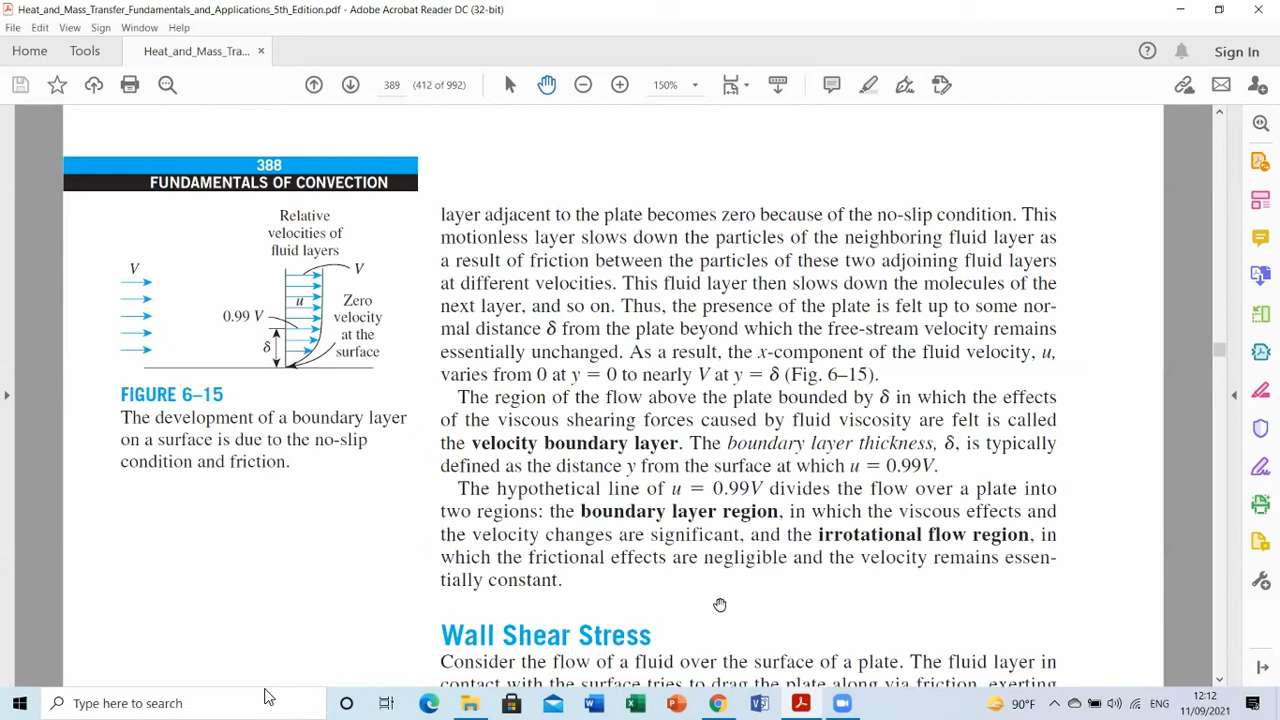 Heat_and_Mass_Transfer_Fundamentals_and_Applications_5th_Edition.pdf - Adobe Acrobat Reader DC (32-bit)
File Edit View Sign Window Help
Home Tools Heat_and_Mass_Tra... × Sign In
389 (412 of 992) 150%
388
FUNDAMENTALS OF CONVECTION
Relative
velocities of
fluid layers
V
V
u
Zero
velocity
at the
surface
0.99 V
δ
FIGURE 6–15
The development of a boundary layer
on a surface is due to the no-slip
condition and friction.
layer adjacent to the plate becomes zero because of the no-slip condition. This
motionless layer slows down the particles of the neighboring fluid layer as
a result of friction between the particles of these two adjoining fluid layers
at different velocities. This fluid layer then slows down the molecules of the
next layer, and so on. Thus, the presence of the plate is felt up to some nor-
mal distance δ from the plate beyond which the free-stream velocity remains
essentially unchanged. As a result, the x-component of the fluid velocity, u,
varies from 0 at y = 0 to nearly V at y = δ (Fig. 6–15).
The region of the flow above the plate bounded by δ in which the effects
of the viscous shearing forces caused by fluid viscosity are felt is called
the velocity boundary layer. The boundary layer thickness, δ, is typically
defined as the distance y from the surface at which u = 0.99V.
The hypothetical line of u = 0.99V divides the flow over a plate into
two regions: the boundary layer region, in which the viscous effects and
the velocity changes are significant, and the irrotational flow region, in
which the frictional effects are negligible and the velocity remains essen-
tially constant.
Wall Shear Stress
Consider the flow of a fluid over the surface of a plate. The fluid layer in
contact with the surface tries to drag the plate along via friction, exerting
Type here to search
90°F ENG
12:12
11/09/2021